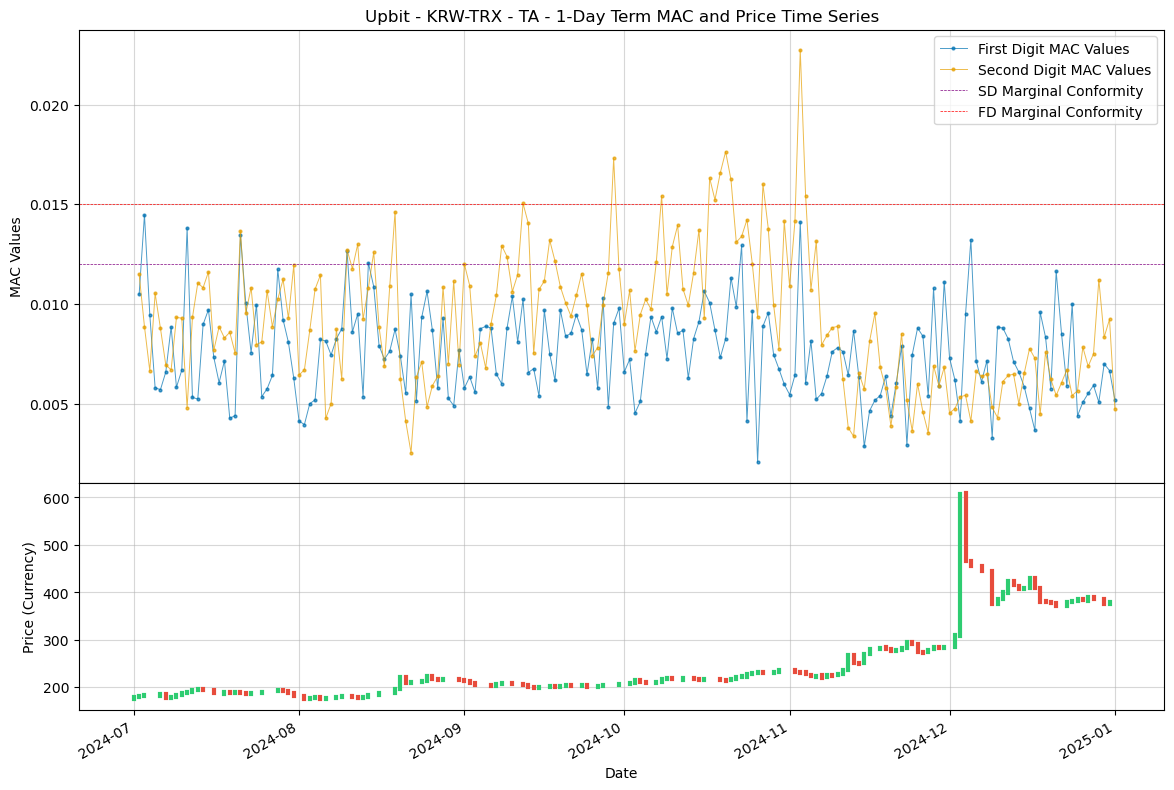 Upbit - KRW-TRX - TA - 1-Day Term MAC and Price Time Series
First Digit MAC Values
Second Digit MAC Values
SD Marginal Conformity
FD Marginal Conformity
MAC Values
0.020
0.015
0.010
0.005
Price (Currency)
600
500
400
300
200
2024-07
2024-08
2024-09
2024-10
2024-11
2024-12
2025-01
Date